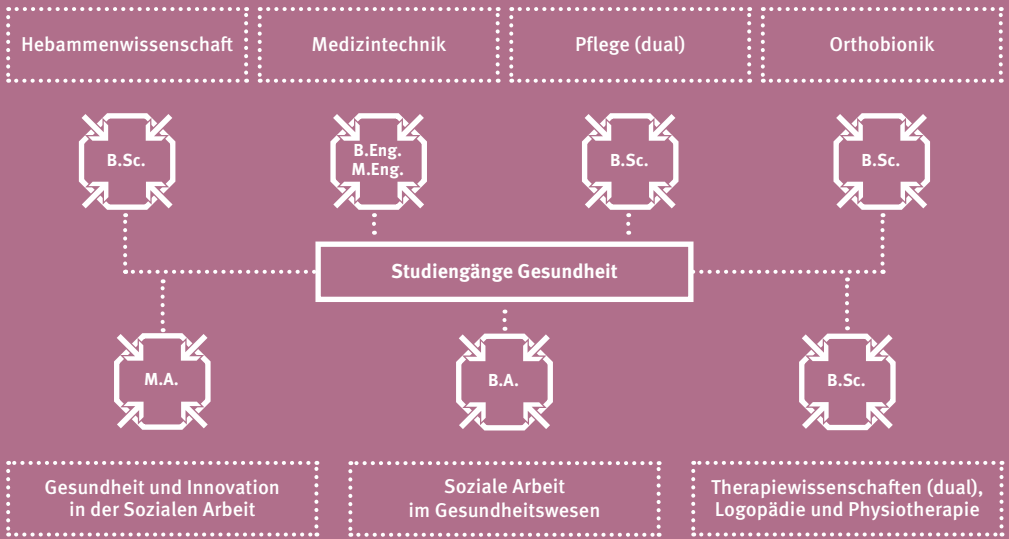 Hebammenwissenschaft
Medizintechnik
Pflege (dual)
Orthobionik
B.Sc.
B.Eng.
M.Eng.
B.Sc.
B.Sc.
Studiengänge Gesundheit
M.A.
B.A.
B.Sc.
Gesundheit und Innovation
in der Sozialen Arbeit
Soziale Arbeit
im Gesundheitswesen
Therapiewissenschaften (dual),
Logopädie und Physiotherapie